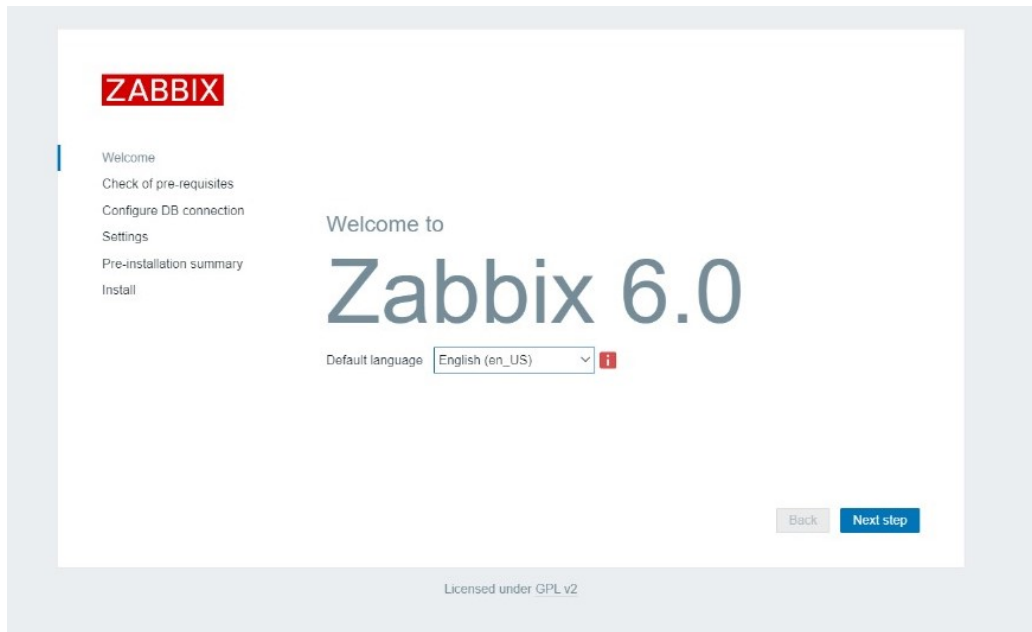 ZABBIX
Welcome
Check of pre-requisites
Configure DB connection
Settings
Pre-installation summary
Install
Welcome to
Zabbix 6.0
Default language English (en_US) i
Back Next step
Licensed under GPL v2